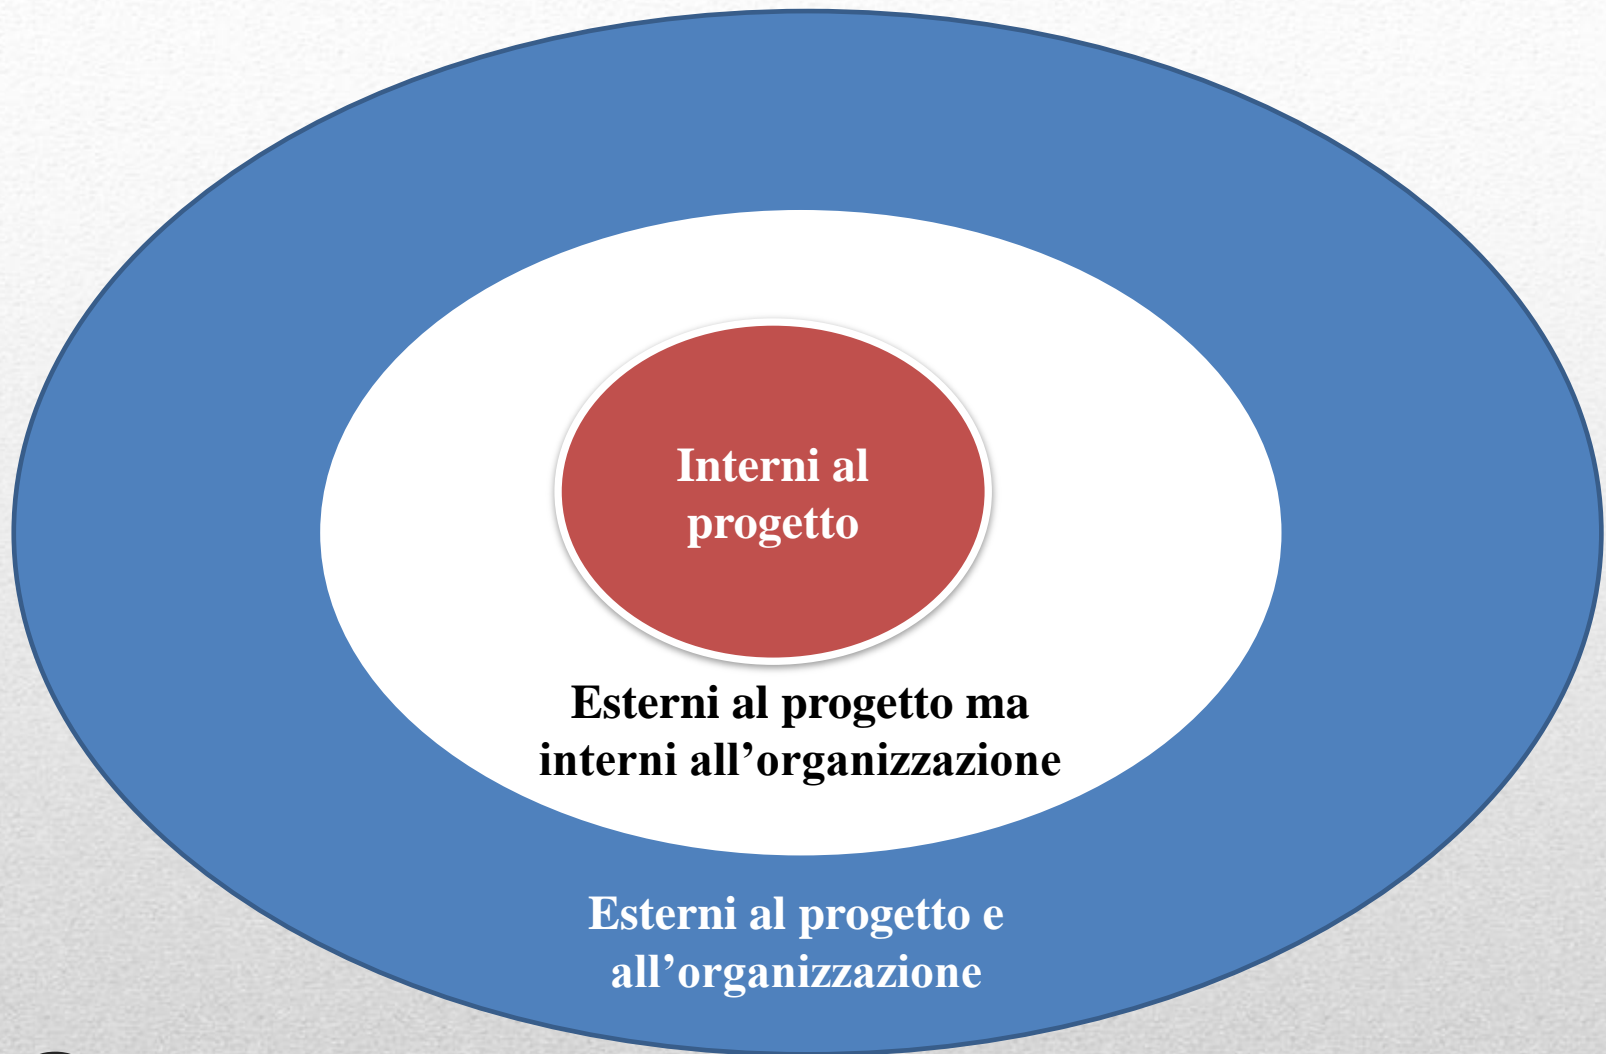 Interni al
progetto
Esterni al progetto ma
interni all’organizzazione
Esterni al progetto e
all’organizzazione